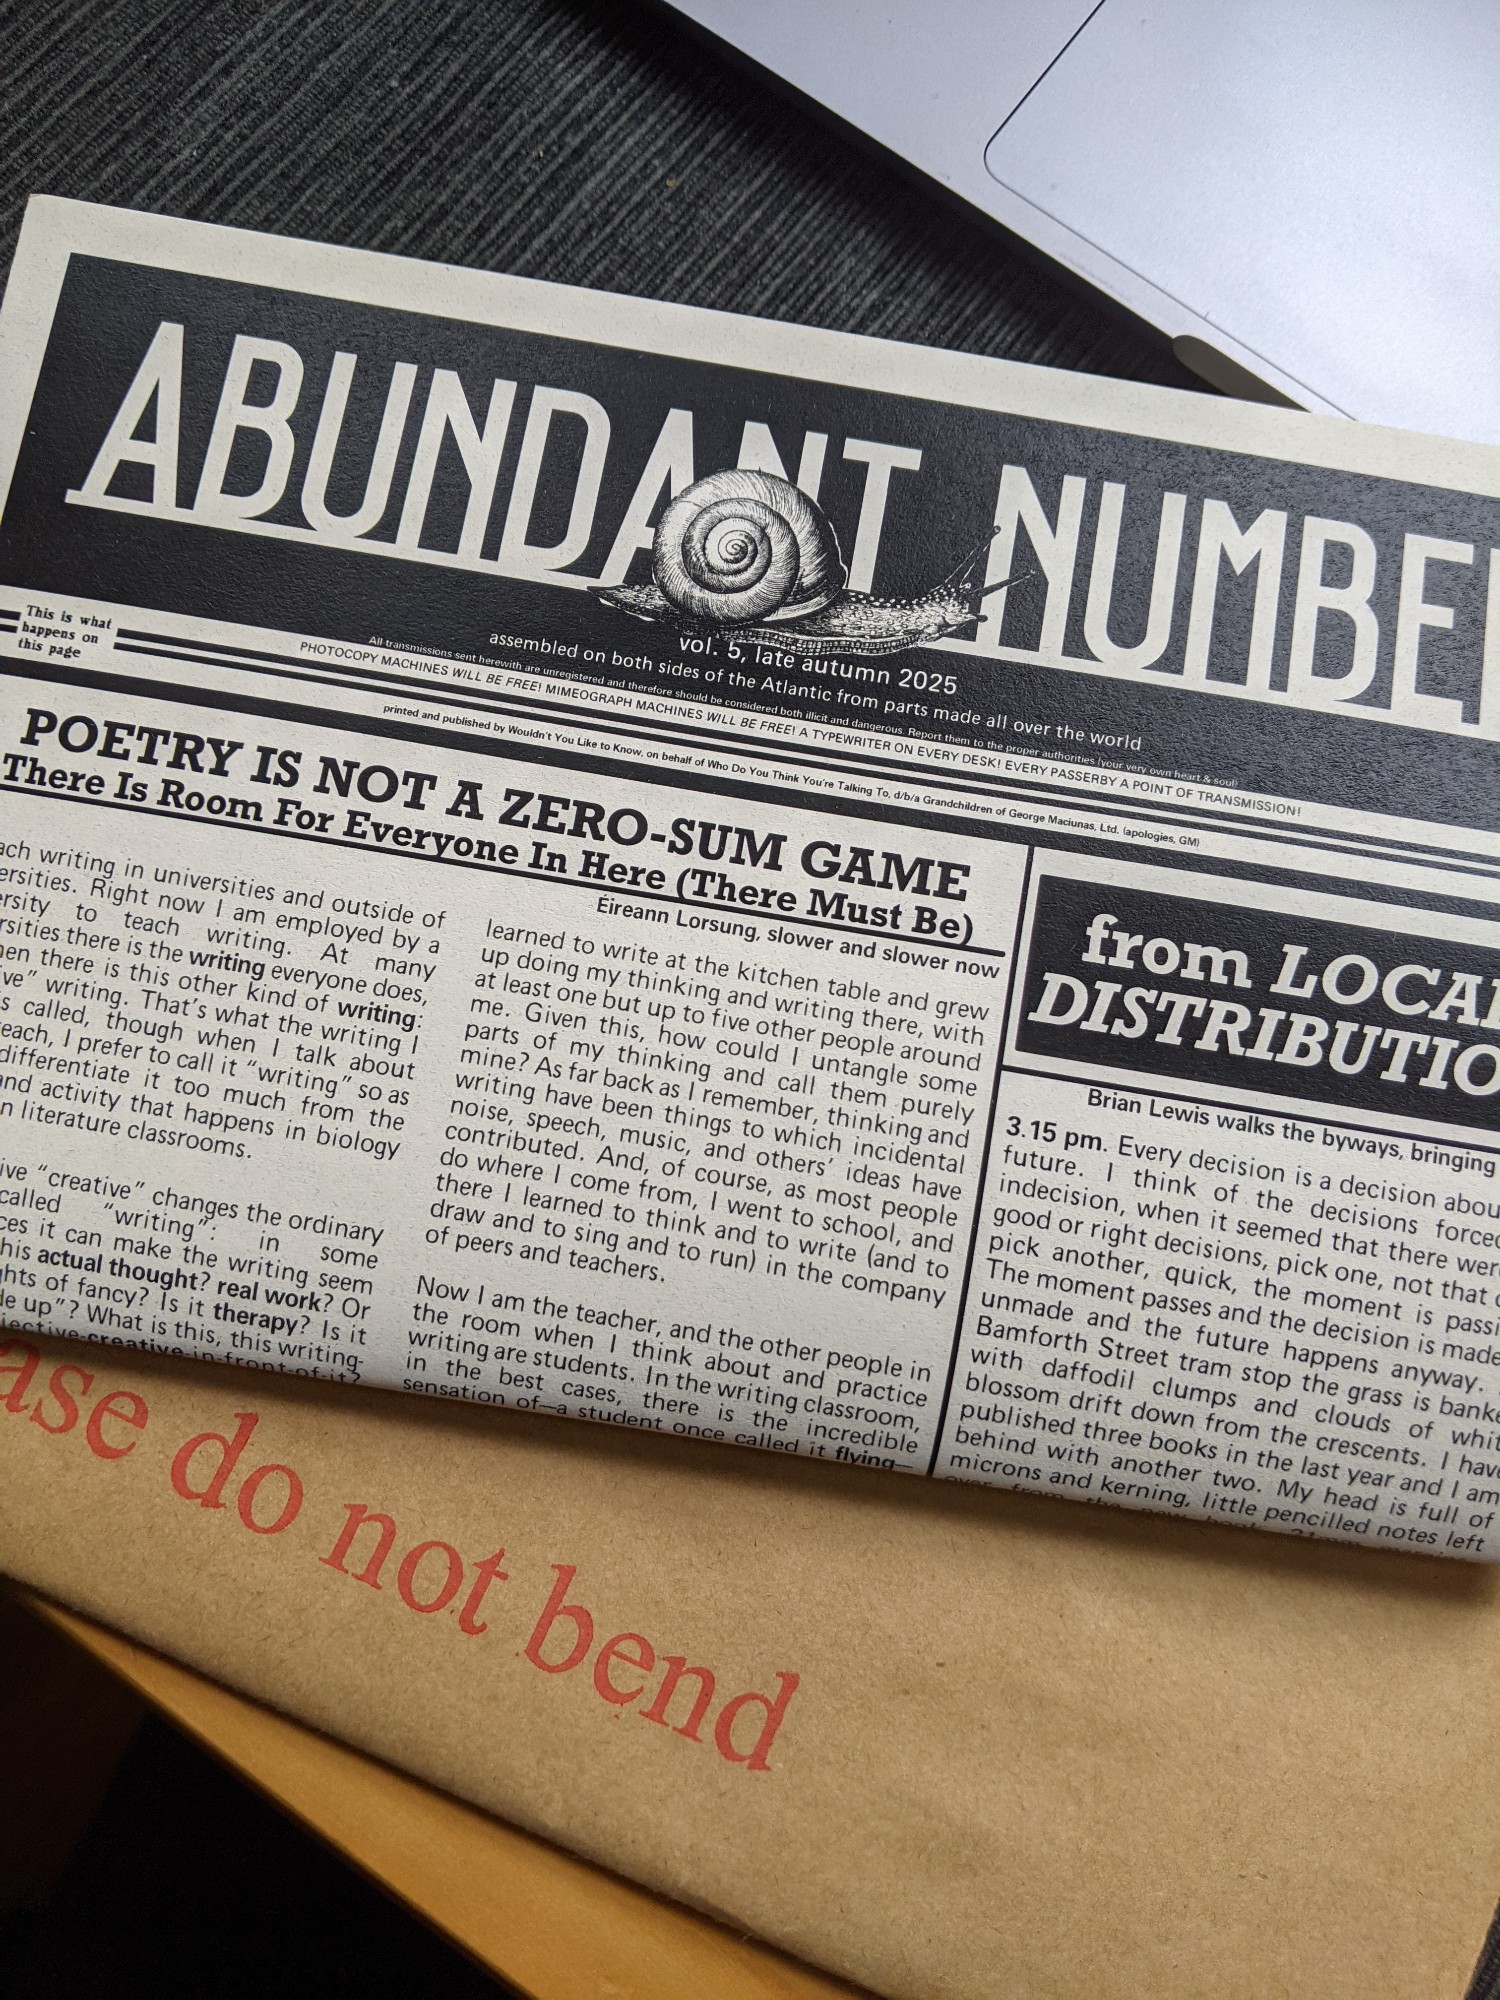 ABUNDANT NUMBE
vol. 5, late autumn 2025
assembled on both sides of the Atlantic from parts made all over the world
All transmissions sent herewith are unregistered and therefore should be considered both illicit and dangerous. Report them to the proper authorities (your very own heart & soul)
PHOTOCOPY MACHINES WILL BE FREE! MIMEOGRAPH MACHINES WILL BE FREE! A TYPEWRITER ON EVERY DESK! EVERY PASSERBY A POINT OF TRANSMISSION!
This is what
happens on
this page
printed and published by Wouldn't You Like to Know, on behalf of Who Do You Think You're Talking To, d/b/a Grandchildren of George Maciunas, Ltd. (apologies, GM)
POETRY IS NOT A ZERO-SUM GAME
There Is Room For Everyone In Here (There Must Be)
Éireann Lorsung, slower and slower now
ach writing in universities and outside of
ersities. Right now I am employed by a
ersity to teach writing. At many
rsities there is the writing everyone does,
hen there is this other kind of writing:
ive" writing. That's what the writing I
s called, though when I talk about
each, I prefer to call it "writing" so as
differentiate it too much from the
and activity that happens in biology
n literature classrooms.
ive "creative" changes the ordinary
called "writing": in some
ces it can make the writing seem
his actual thought? real work? Or
hts of fancy? Is it therapy? Is it
de up"? What is this, this writing-
jective-creative-in-front-of-it?
learned to write at the kitchen table and grew
up doing my thinking and writing there, with
at least one but up to five other people around
me. Given this, how could I untangle some
parts of my thinking and call them purely
mine? As far back as I remember, thinking and
writing have been things to which incidental
noise, speech, music, and others' ideas have
contributed. And, of course, as most people
do where I come from, I went to school, and
there I learned to think and to write (and to
draw and to sing and to run) in the company
of peers and teachers.
Now I am the teacher, and the other people in
the room when I think about and practice
writing are students. In the writing classroom,
in the best cases, there is the incredible
sensation of—a student once called it flying—
from LOCAL
DISTRIBUTIO
Brian Lewis walks the byways, bringing
3.15 pm. Every decision is a decision abou
future. I think of the decisions forced
indecision, when it seemed that there were
good or right decisions, pick one, not that o
pick another, quick, the moment is passi
The moment passes and the decision is made
unmade and the future happens anyway.
Bamforth Street tram stop the grass is banke
with daffodil clumps and clouds of whit
blossom drift down from the crescents. I have
published three books in the last year and I am
behind with another two. My head is full of
microns and kerning, little pencilled notes left
over from the new book,
ase do not bend